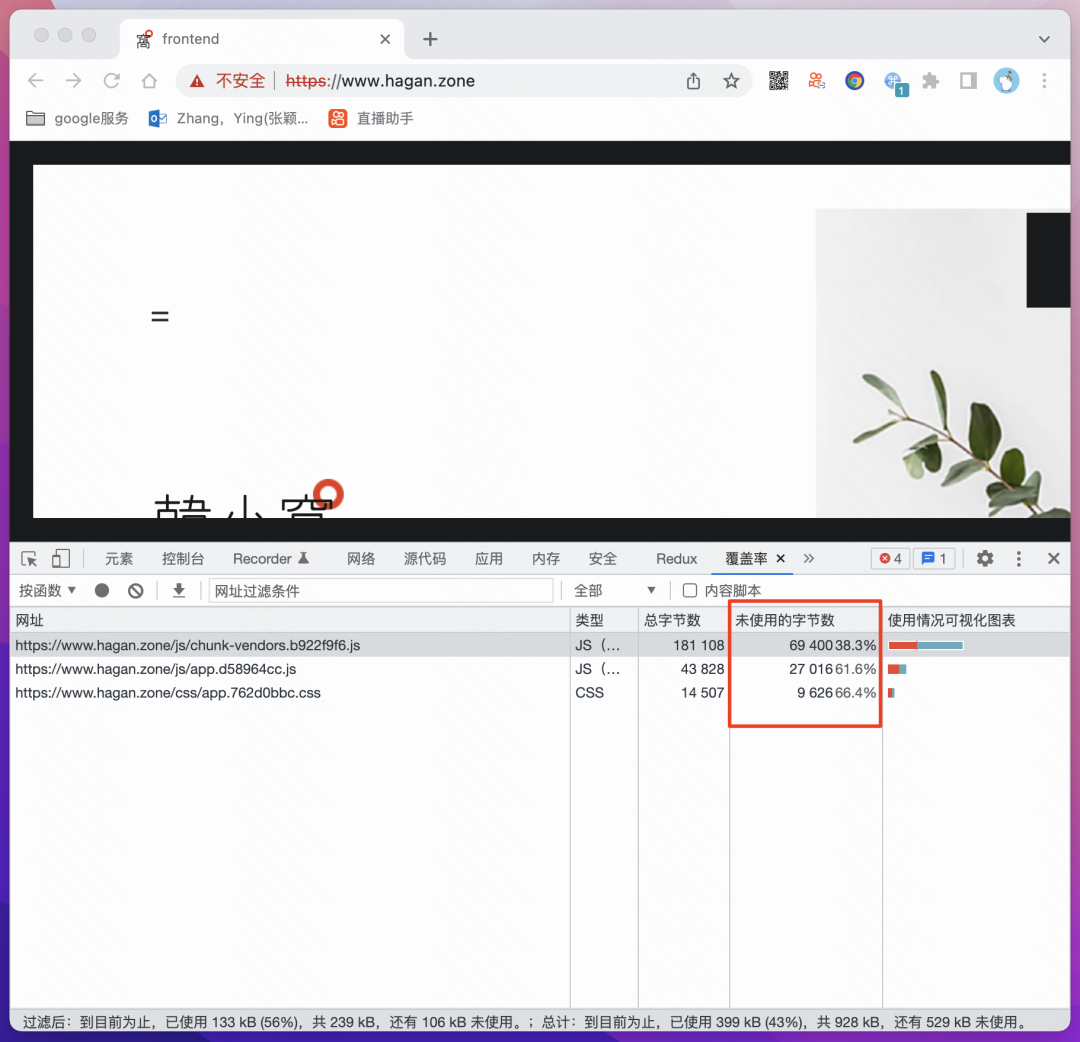 frontend
不安全 https://www.hagan.zone
1
google服务 Zhang，Ying(张颖... 直播助手
=
韓小窩
元素 控制台 Recorder 网络 源代码 应用 内存 安全 Redux 覆盖率 4 1
按函数 网址过滤条件 全部 内容脚本
网址 类型 总字节数 未使用的字节数 使用情况可视化图表
https://www.hagan.zone/js/chunk-vendors.b922f9f6.js JS（... 181 108 69 400 38.3%
https://www.hagan.zone/js/app.d58964cc.js JS（... 43 828 27 016 61.6%
https://www.hagan.zone/css/app.762d0bbc.css CSS 14 507 9 626 66.4%
过滤后：到目前为止，已使用 133 kB (56%)，共 239 kB，还有 106 kB 未使用。；总计：到目前为止，已使用 399 kB (43%)，共 928 kB，还有 529 kB 未使用。